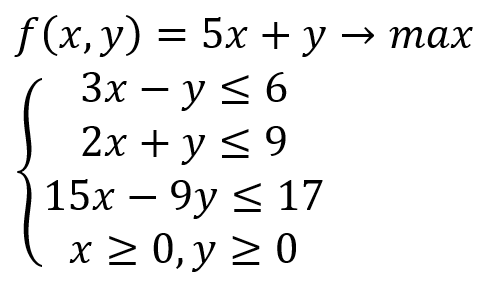 f(x, y) = 5x + y → max
3x − y ≤ 6
2x + y ≤ 9
15x − 9y ≤ 17
x ≥ 0, y ≥ 0